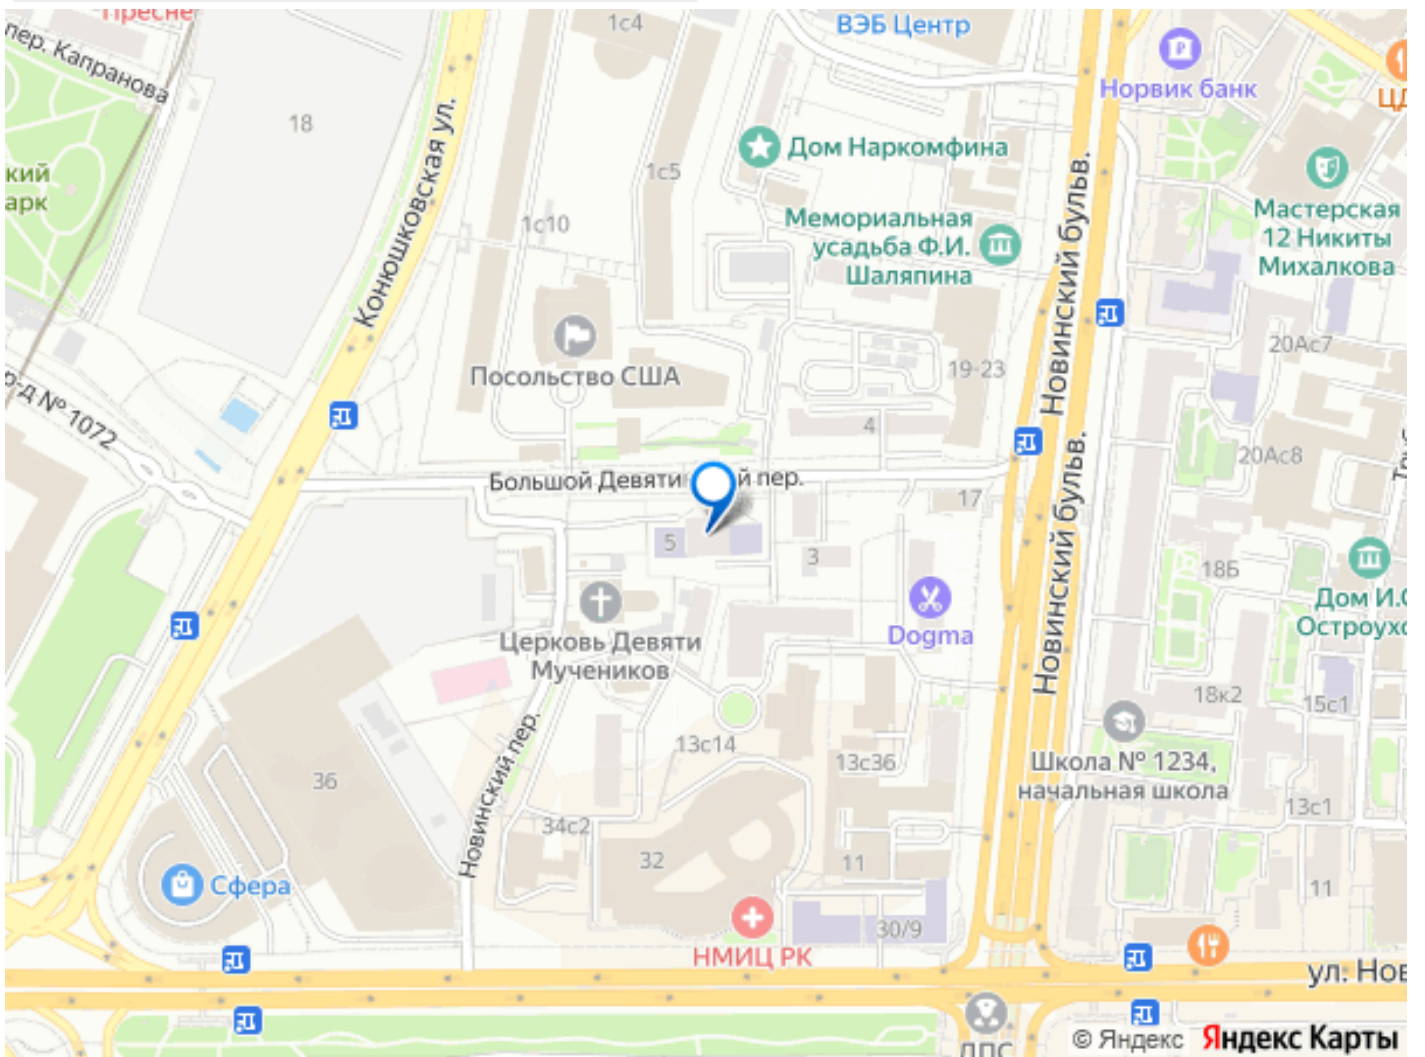 Пресне
пер. Капранова
1с4
ВЭБ Центр
Норвик банк
ЦД
18
Конюшковская ул.
Дом Наркомфина
Новинский бульв.
кий
арк
1с5
1с10
Мемориальная
усадьба Ф.И.
Шаляпина
Мастерская
12 Никиты
Михалкова
Посольство США
19-23
20Ас7
р-д № 1072
4
20Ас8
Новинский бульв.
Большой Девяти
й пер.
17
5
3
18Б
Дом И.С
Остроухо
Церковь Девяти
Мучеников
Dogma
18к2
15с1
Новинский пер.
13с14
13с36
Школа № 1234,
начальная школа
36
34с2
32
11
13с1
Сфера
11
30/9
НМИЦ РК
ул. Нов
ДПС
© Яндекс Яндекс Карты